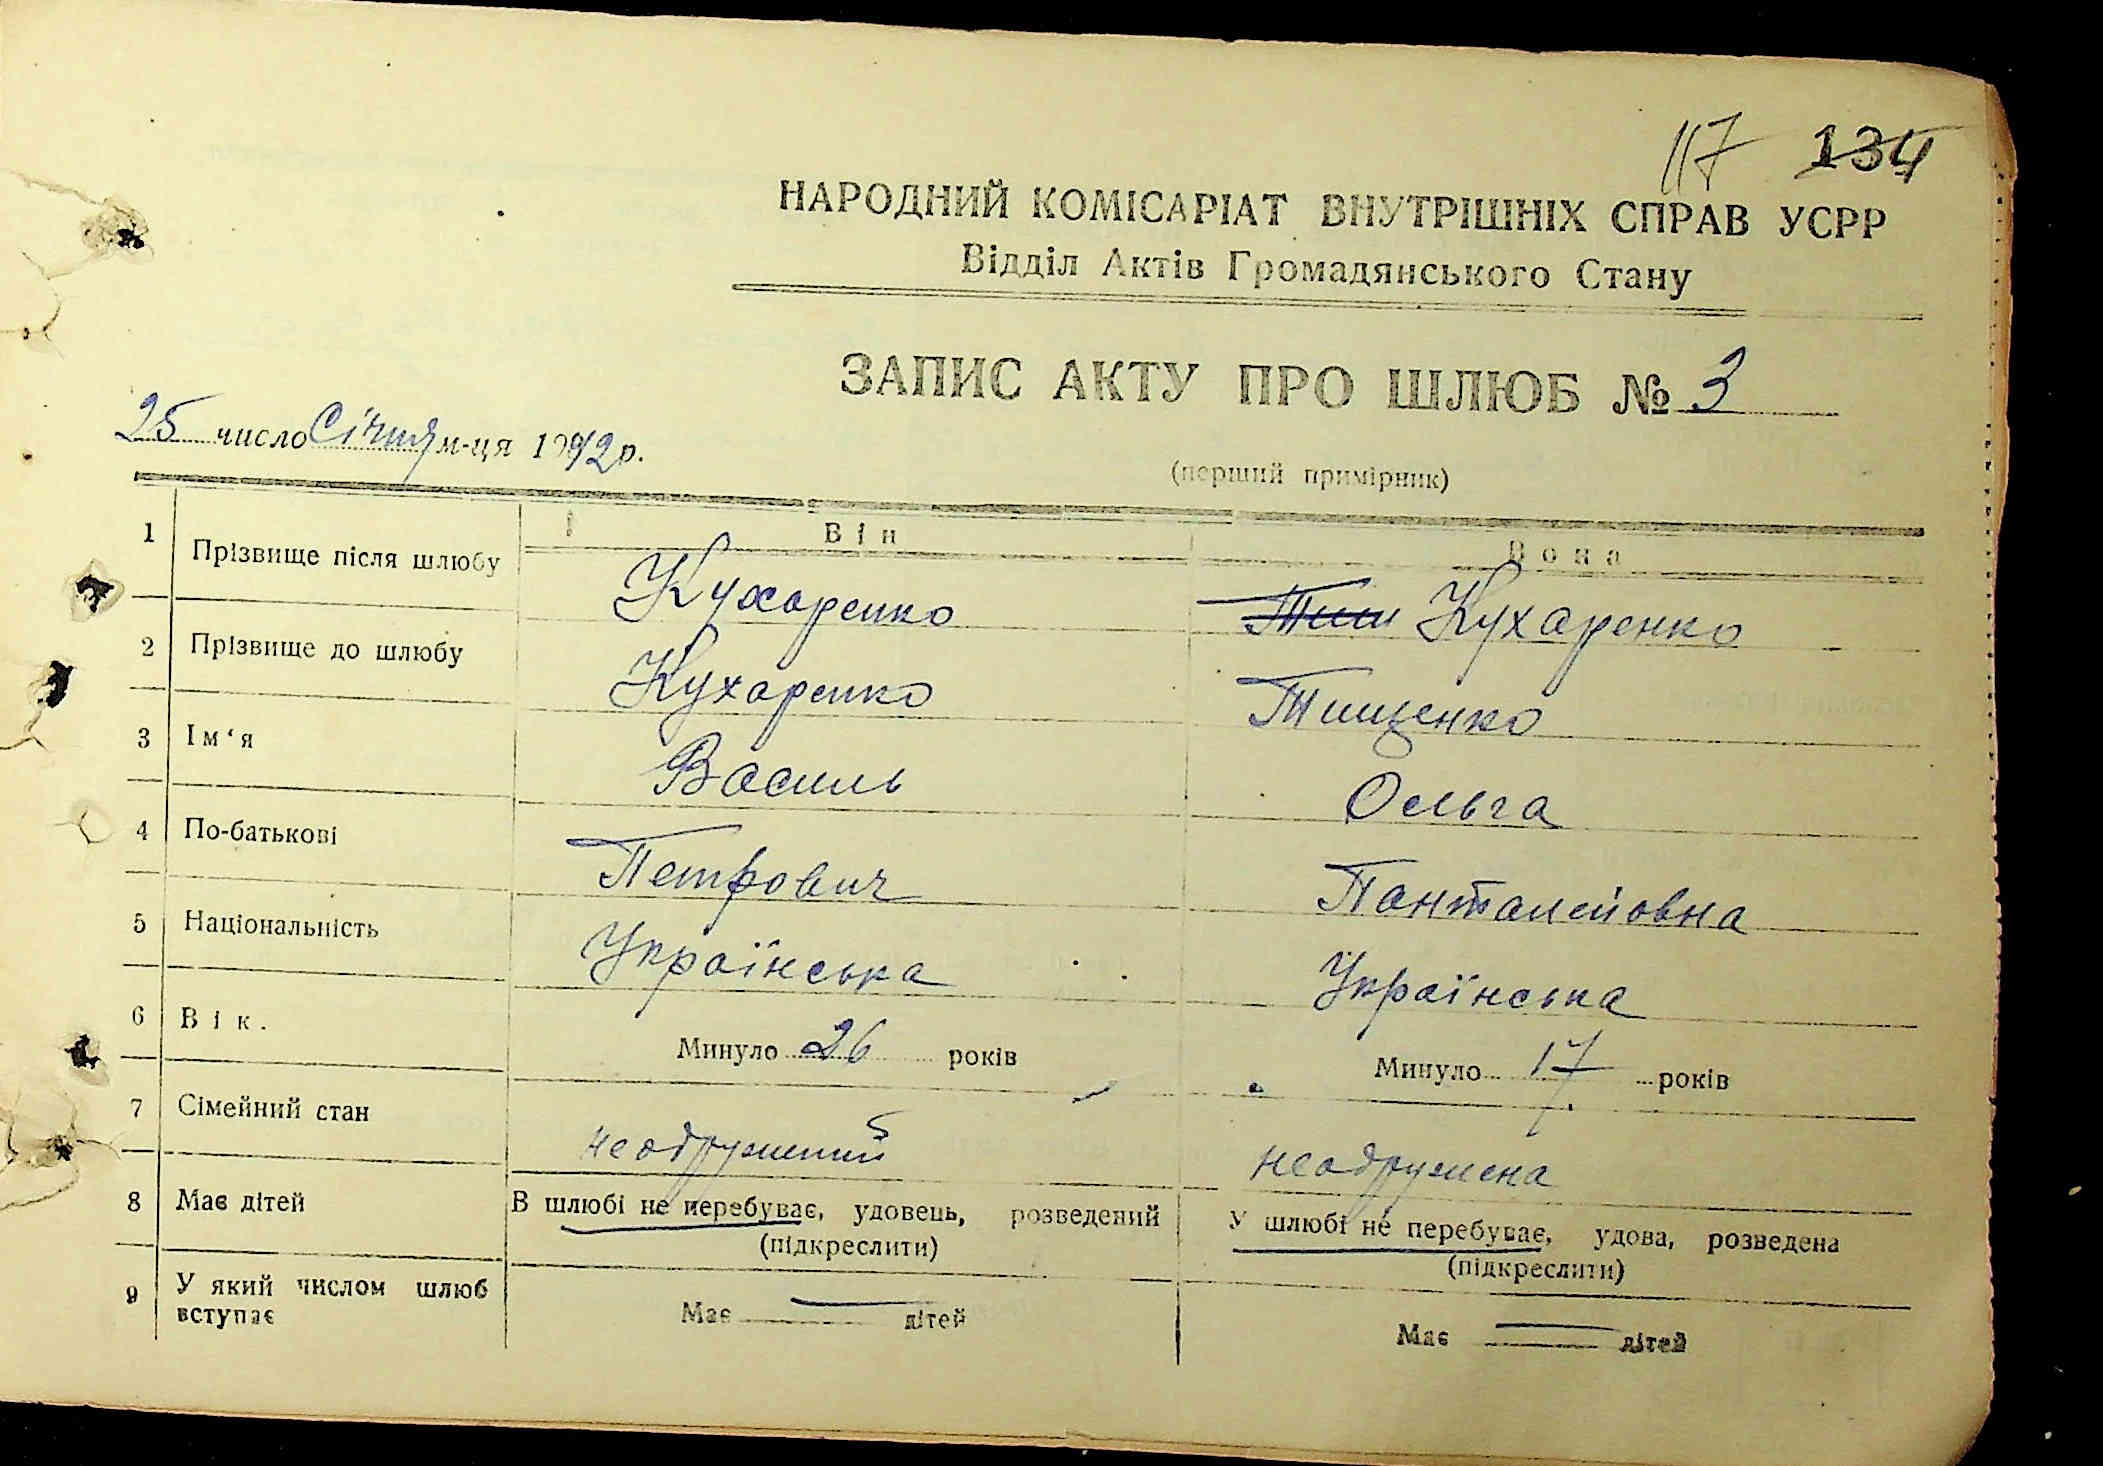 117 134
НАРОДНИЙ КОМІСАРІАТ ВНУТРІШНІХ СПРАВ УСРР
Відділ Актів Громадянського Стану
ЗАПИС АКТУ ПРО ШЛЮБ № 3
25 число Січня м-ця 1942 р.
(перший примірник)
Він Вона
1 Прізвище після шлюбу Кухаренко Тищ Кухаренко
2 Прізвище до шлюбу Кухаренко Тищенко
3 Ім‘я Василь Ольга
4 По-батькові Петрович Панталейовна
5 Національність Українська Українська
6 Вік. Минуло 26 років Минуло 17 років
7 Сімейний стан неодружений неодружена
8 Має дітей В шлюбі не перебуває, удовець, розведений У шлюбі не перебуває, удова, розведена
(підкреслити) (підкреслити)
9 У який числом шлюб
вступає Має — дітей Має — дітей